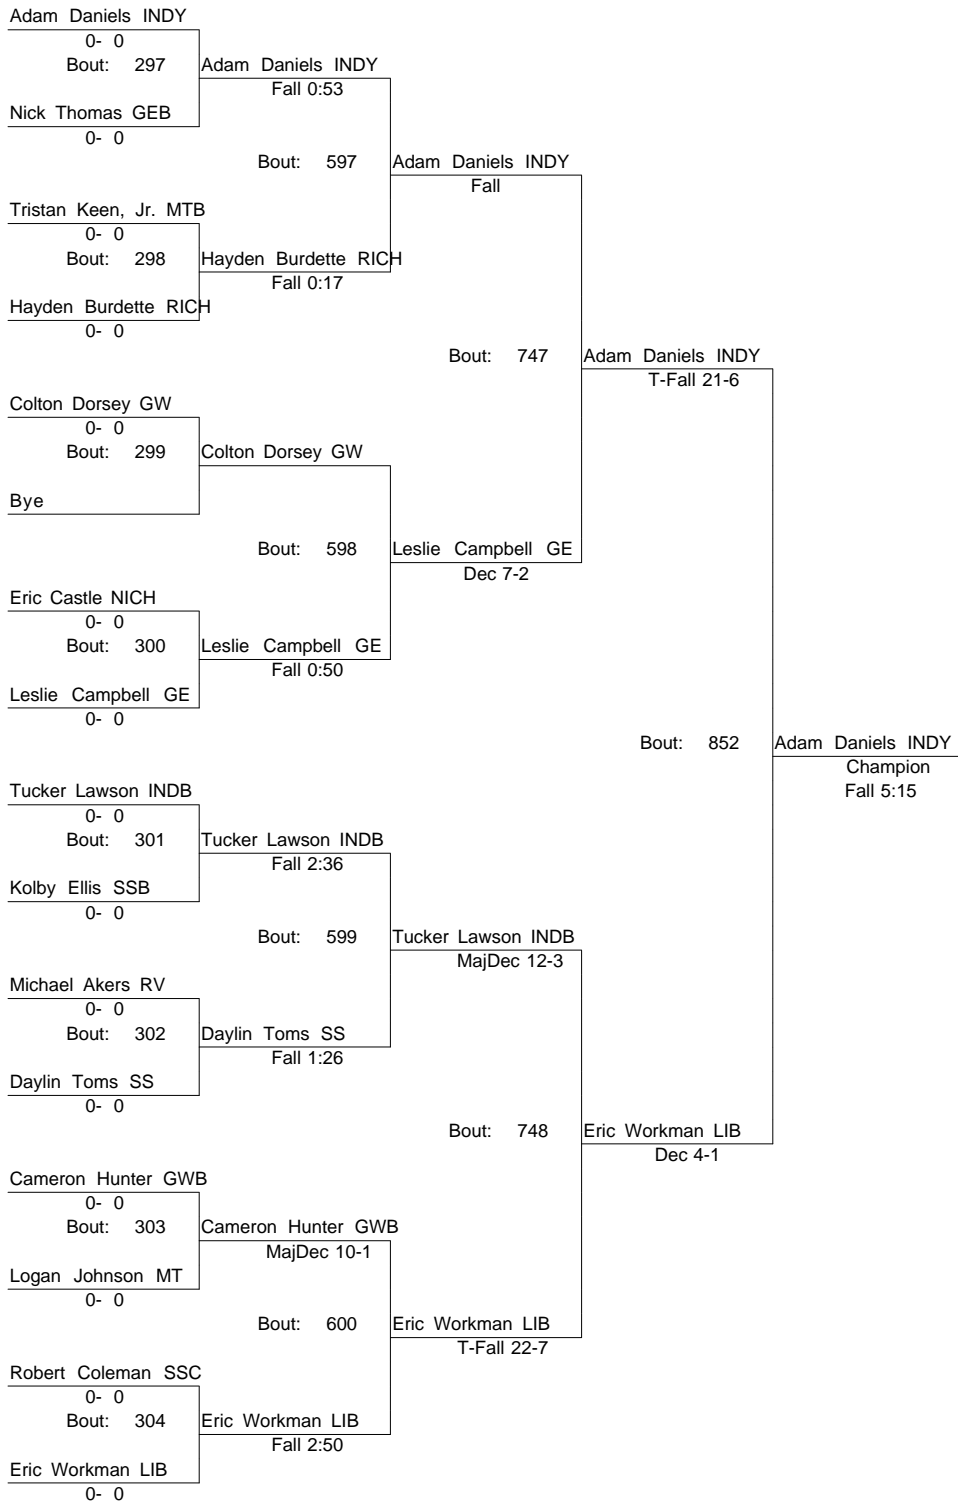 Adam Daniels INDY
0- 0
Bout: 297
Adam Daniels INDY
Fall 0:53
Nick Thomas GEB
0- 0
Bout: 597
Adam Daniels INDY
Fall
Tristan Keen, Jr. MTB
0- 0
Bout: 298
Hayden Burdette RICH
Fall 0:17
Hayden Burdette RICH
0- 0
Bout: 747
Adam Daniels INDY
T-Fall 21-6
Colton Dorsey GW
0- 0
Bout: 299
Colton Dorsey GW
Bye
Bout: 598
Leslie Campbell GE
Dec 7-2
Eric Castle NICH
0- 0
Bout: 300
Leslie Campbell GE
Fall 0:50
Leslie Campbell GE
0- 0
Bout: 852
Adam Daniels INDY
Champion
Fall 5:15
Tucker Lawson INDB
0- 0
Bout: 301
Tucker Lawson INDB
Fall 2:36
Kolby Ellis SSB
0- 0
Bout: 599
Tucker Lawson INDB
MajDec 12-3
Michael Akers RV
0- 0
Bout: 302
Daylin Toms SS
Fall 1:26
Daylin Toms SS
0- 0
Bout: 748
Eric Workman LIB
Dec 4-1
Cameron Hunter GWB
0- 0
Bout: 303
Cameron Hunter GWB
MajDec 10-1
Logan Johnson MT
0- 0
Bout: 600
Eric Workman LIB
T-Fall 22-7
Robert Coleman SSC
0- 0
Bout: 304
Eric Workman LIB
Fall 2:50
Eric Workman LIB
0- 0